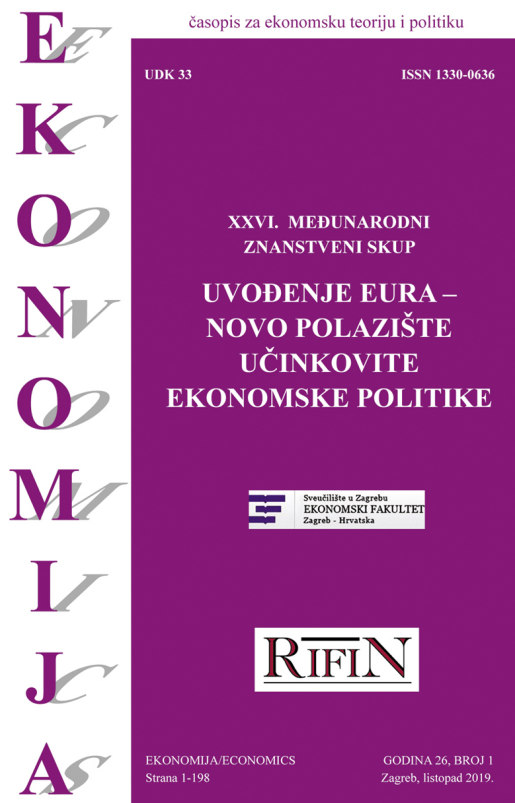 časopis za ekonomsku teoriju i politiku
EKONOMIJA
ECONOMICS
UDK 33 ISSN 1330-0636
XXVI. MEĐUNARODNI
ZNANSTVENI SKUP
UVOĐENJE EURA –
NOVO POLAZIŠTE
UČINKOVITE
EKONOMSKE POLITIKE
Sveučilište u Zagrebu
EKONOMSKI FAKULTET
Zagreb - Hrvatska
RIFIN
EKONOMIJA/ECONOMICS GODINA 26, BROJ 1
Strana 1-198 Zagreb, listopad 2019.